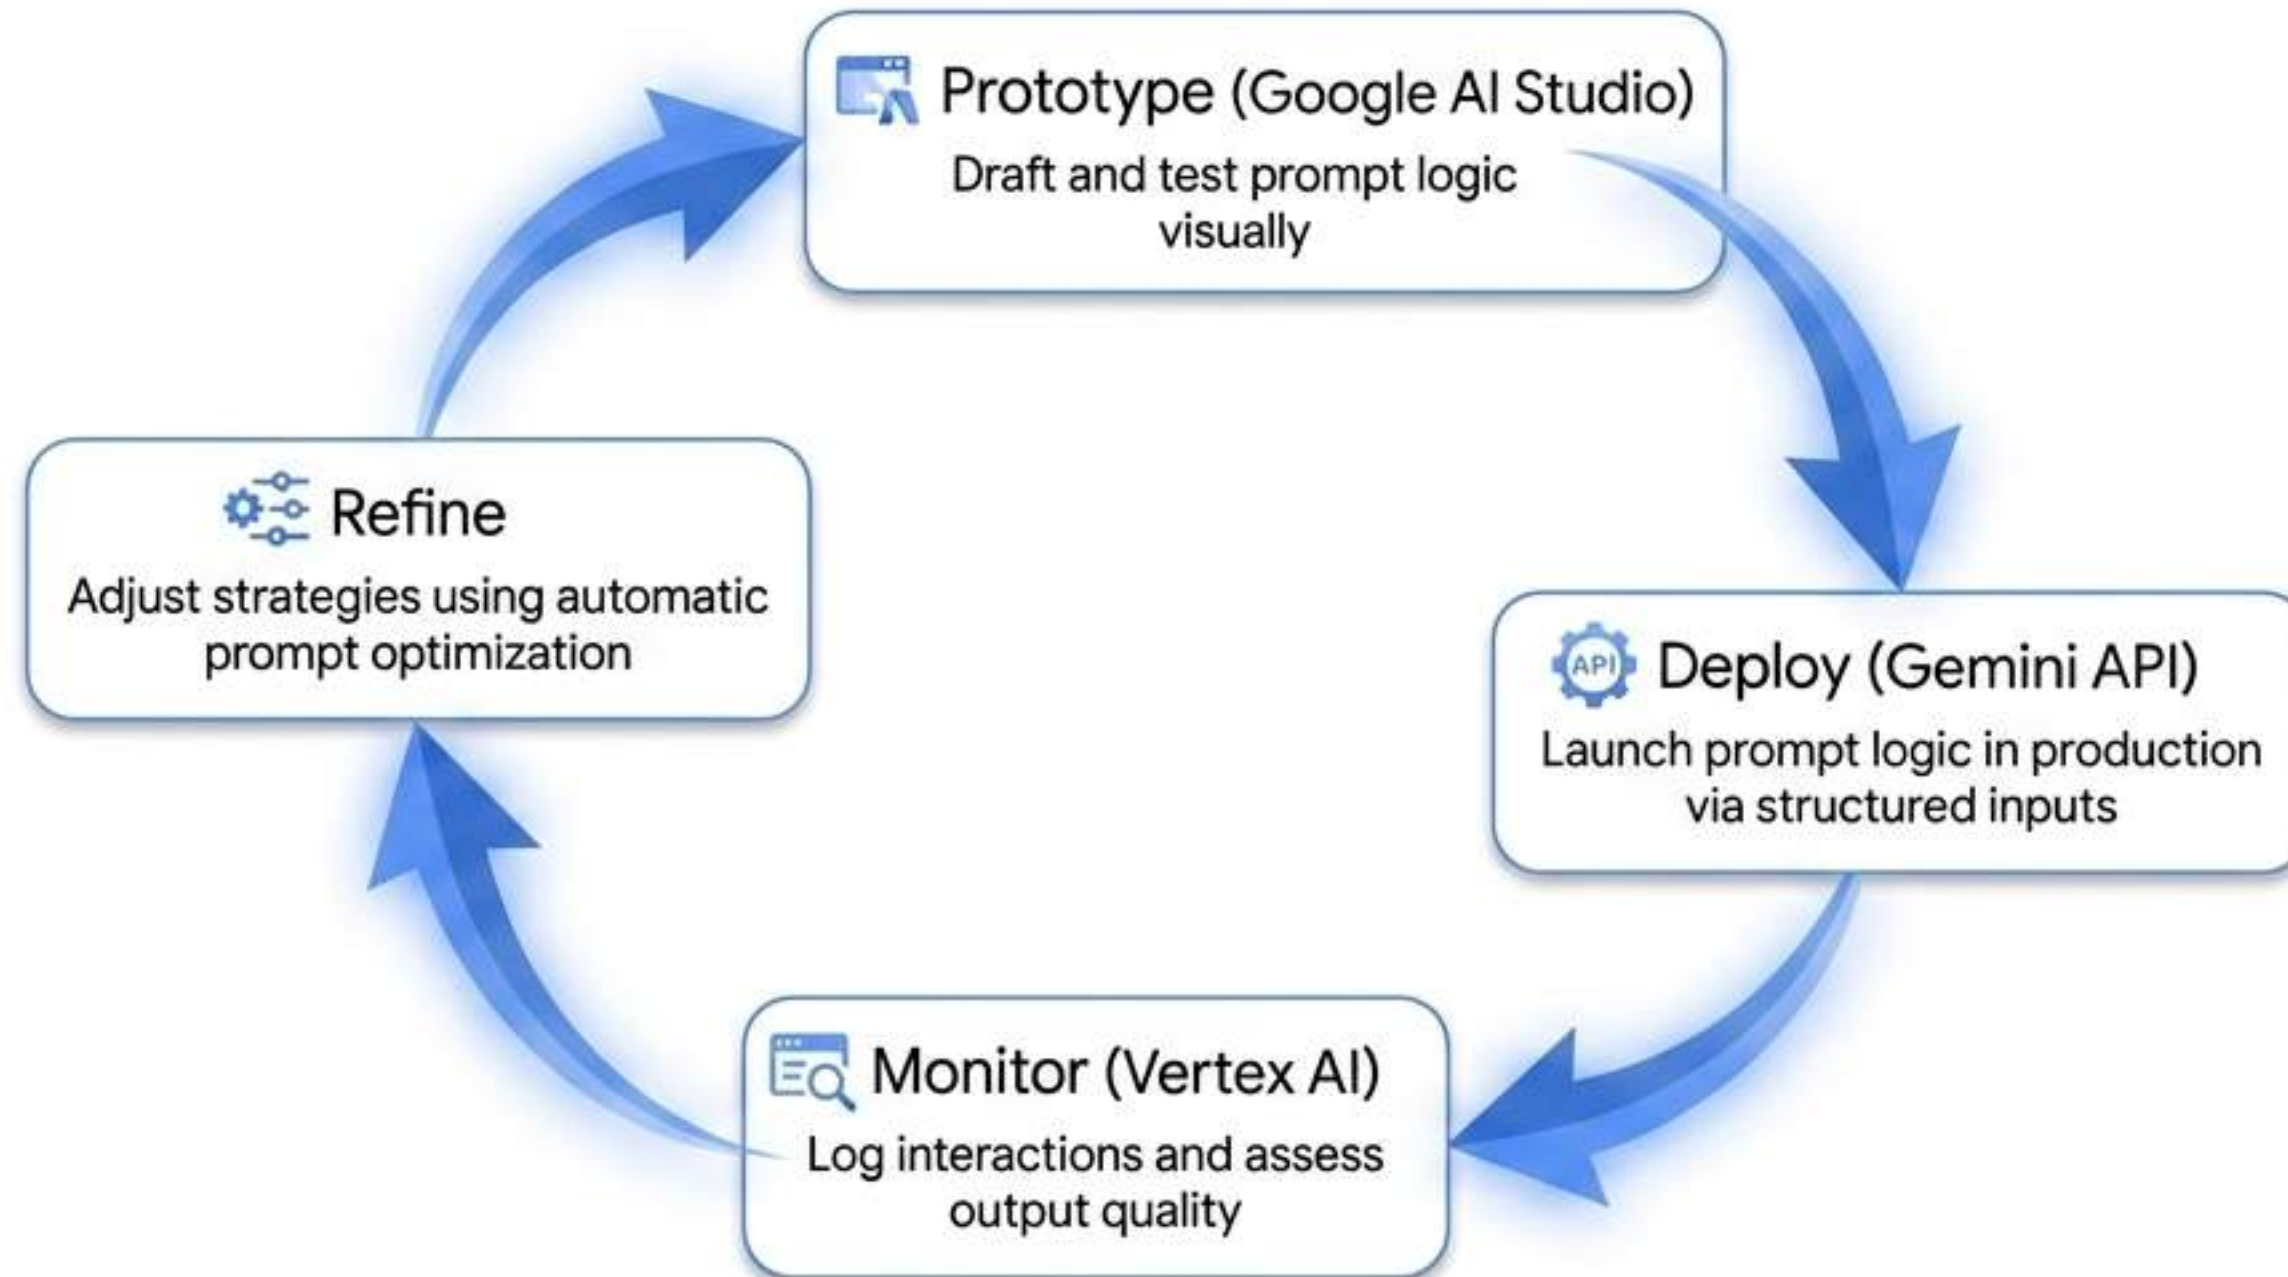 Prototype (Google AI Studio)
Draft and test prompt logic
visually
Deploy (Gemini API)
API
Launch prompt logic in production
via structured inputs
Monitor (Vertex AI)
Log interactions and assess
output quality
Refine
Adjust strategies using automatic
prompt optimization